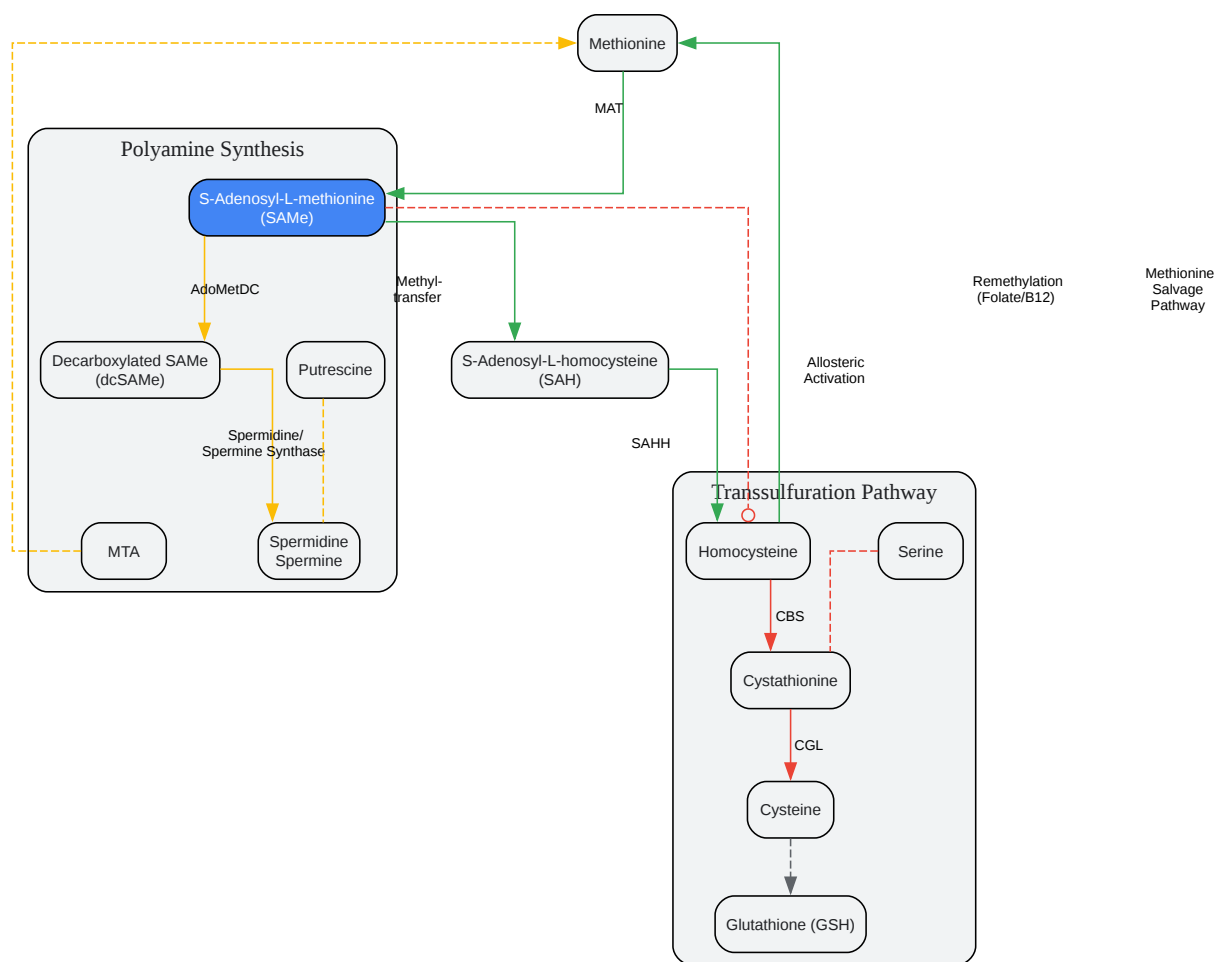 Methionine
MAT
Polyamine Synthesis
S-Adenosyl-L-methionine
(SAMe)
AdoMetDC
Methyl-
transfer
Remethylation
(Folate/B12)
Methionine
Salvage
Pathway
Decarboxylated SAMe
(dcSAMe)
Putrescine
S-Adenosyl-L-homocysteine
(SAH)
Allosteric
Activation
Spermidine/
Spermine Synthase
SAHH
Transsulfuration Pathway
MTA
Spermidine
Spermine
Homocysteine
Serine
CBS
Cystathionine
CGL
Cysteine
Glutathione (GSH)